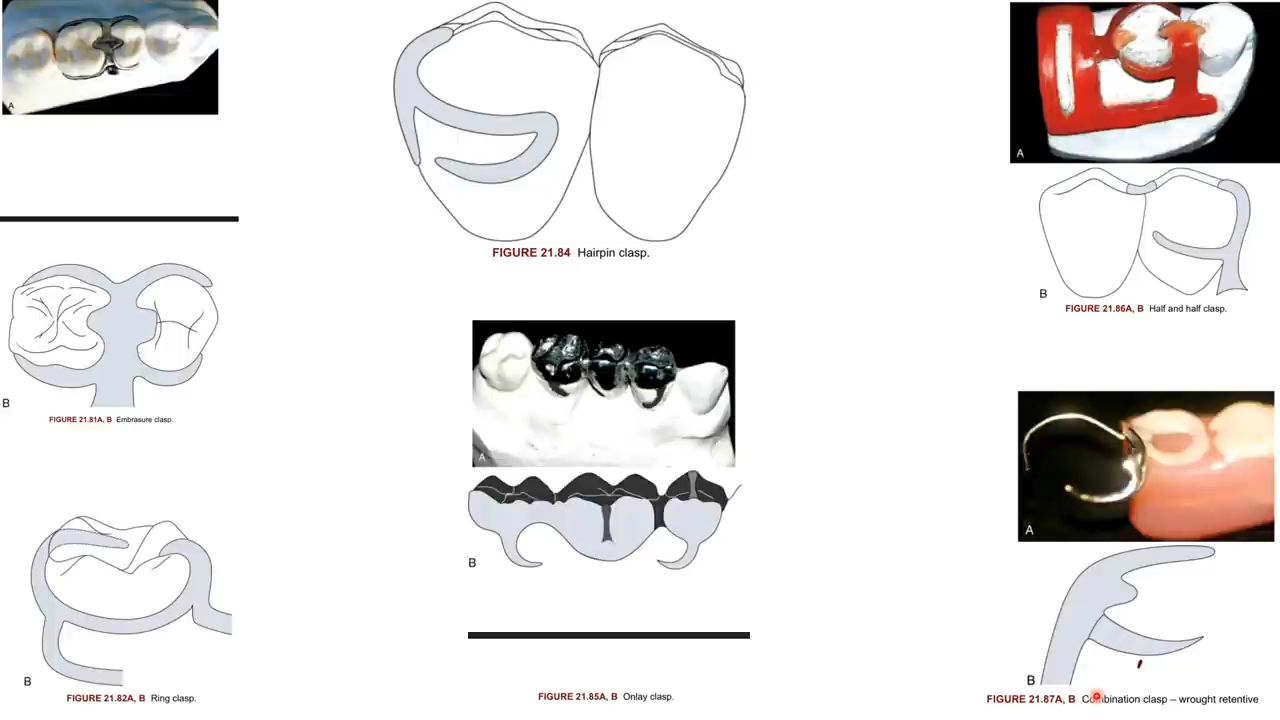 A
B
FIGURE 21.81A, B Embrasure clasp.
B
FIGURE 21.82A, B Ring clasp.
FIGURE 21.84 Hairpin clasp.
A
B
FIGURE 21.85A, B Onlay clasp.
A
B
FIGURE 21.86A, B Half and half clasp.
A
B
FIGURE 21.87A, B Combination clasp – wrought retentive